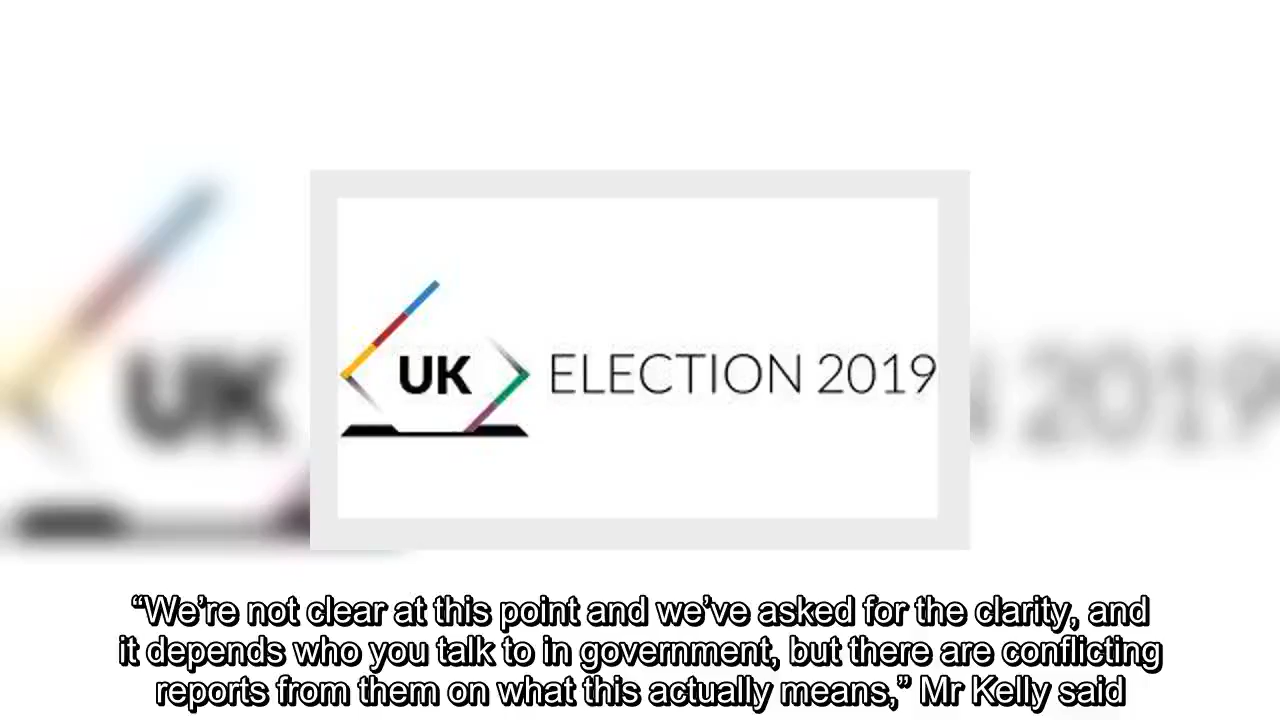 UK ELECTION 2019
“We’re not clear at this point and we’ve asked for the clarity, and
it depends who you talk to in government, but there are conflicting
reports from them on what this actually means,” Mr Kelly said